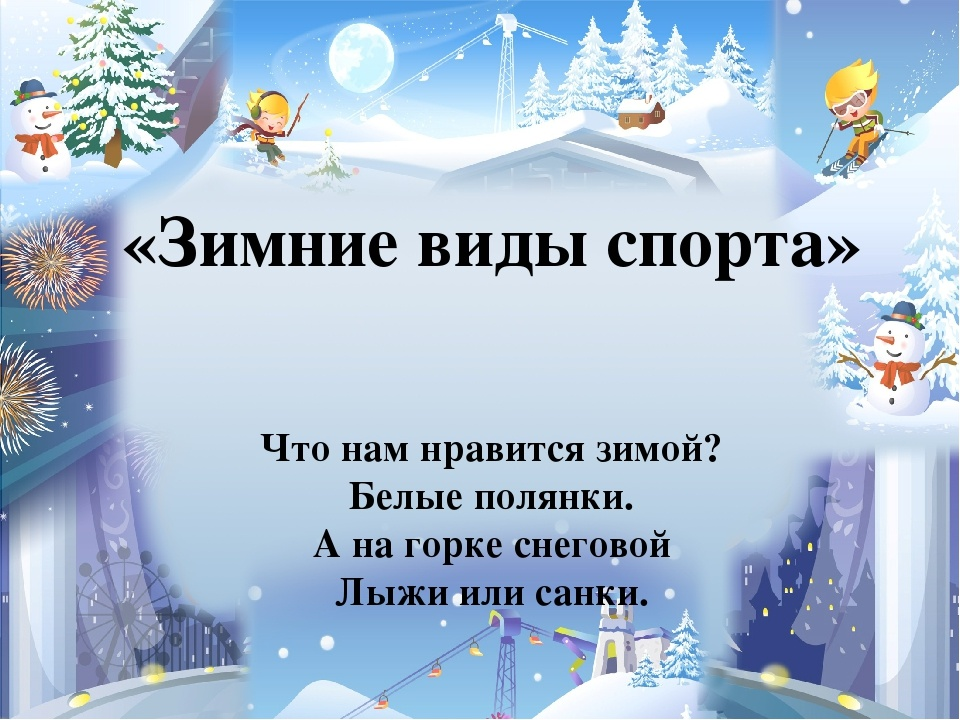 «Зимние виды спорта»
Что нам нравится зимой?
Белые полянки.
А на горке снеговой
Лыжи или санки.